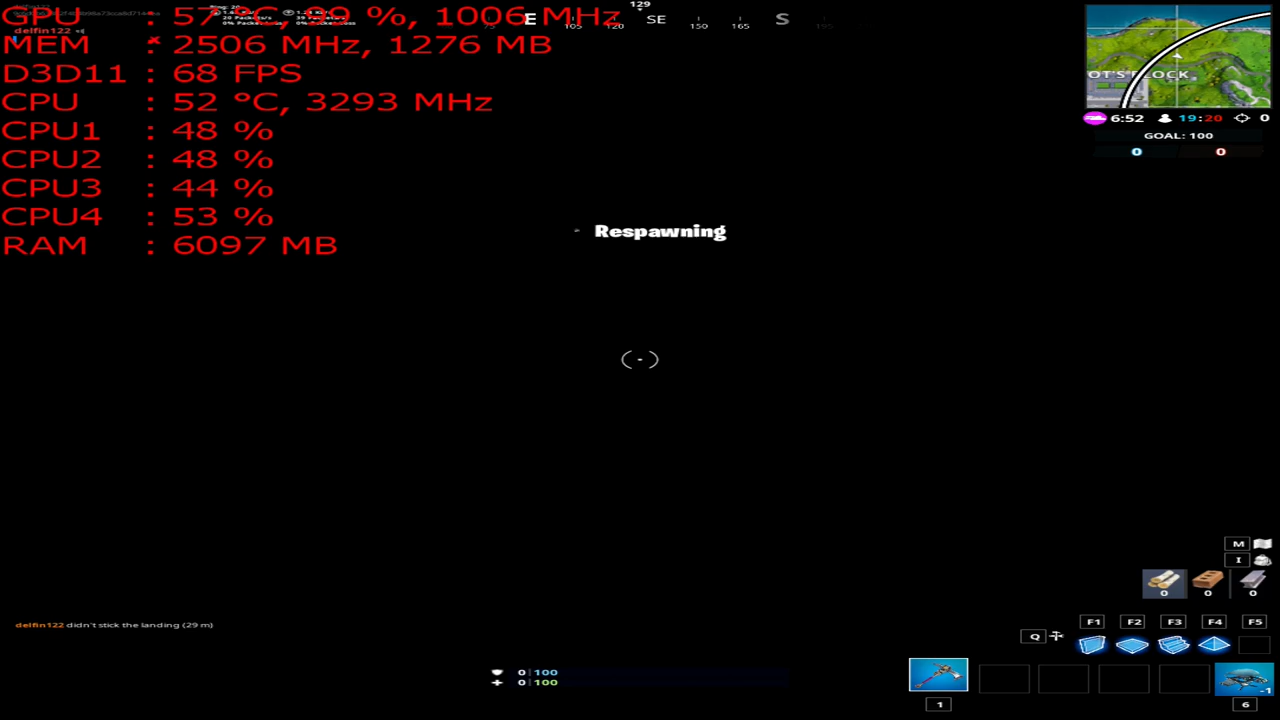 GPU : 57 °C, 99 %, 1006 MHz
MEM : 2506 MHz, 1276 MB
D3D11 : 68 FPS
CPU : 52 °C, 3293 MHz
CPU1 : 48 %
CPU2 : 48 %
CPU3 : 44 %
CPU4 : 53 %
RAM : 6097 MB
delfin122
129
E 105 120 SE 150 165 S 195
OT'S BLOCK
6:52 19:20 0
GOAL: 100
0 0
Respawning
M
I
0 0 0
F1 F2 F3 F4 F5
Q
delfin122 didn't stick the landing (29 m)
0 | 100
0 | 100
-1
1 6